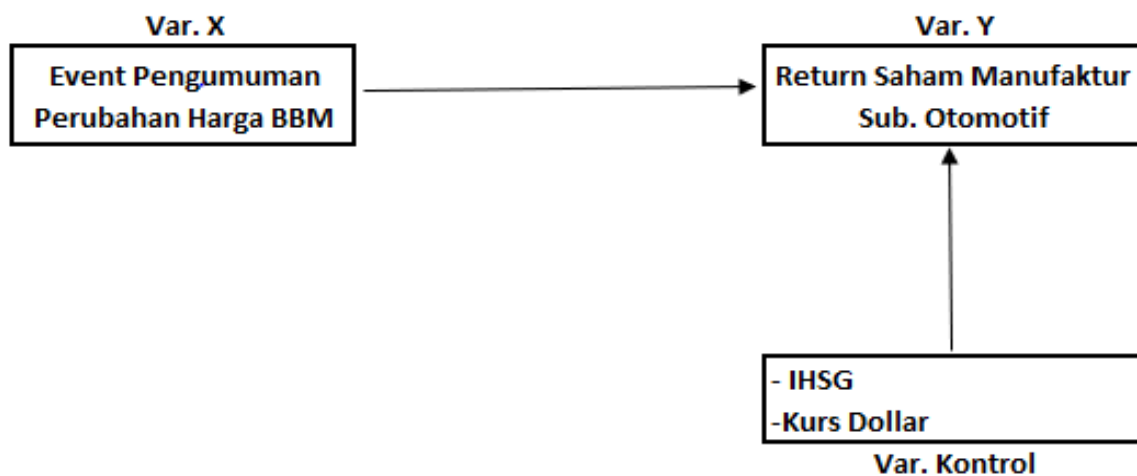 Var. X
Event Pengumuman
Perubahan Harga BBM
Var. Y
Return Saham Manufaktur
Sub. Otomotif
- IHSG
-Kurs Dollar
Var. Kontrol